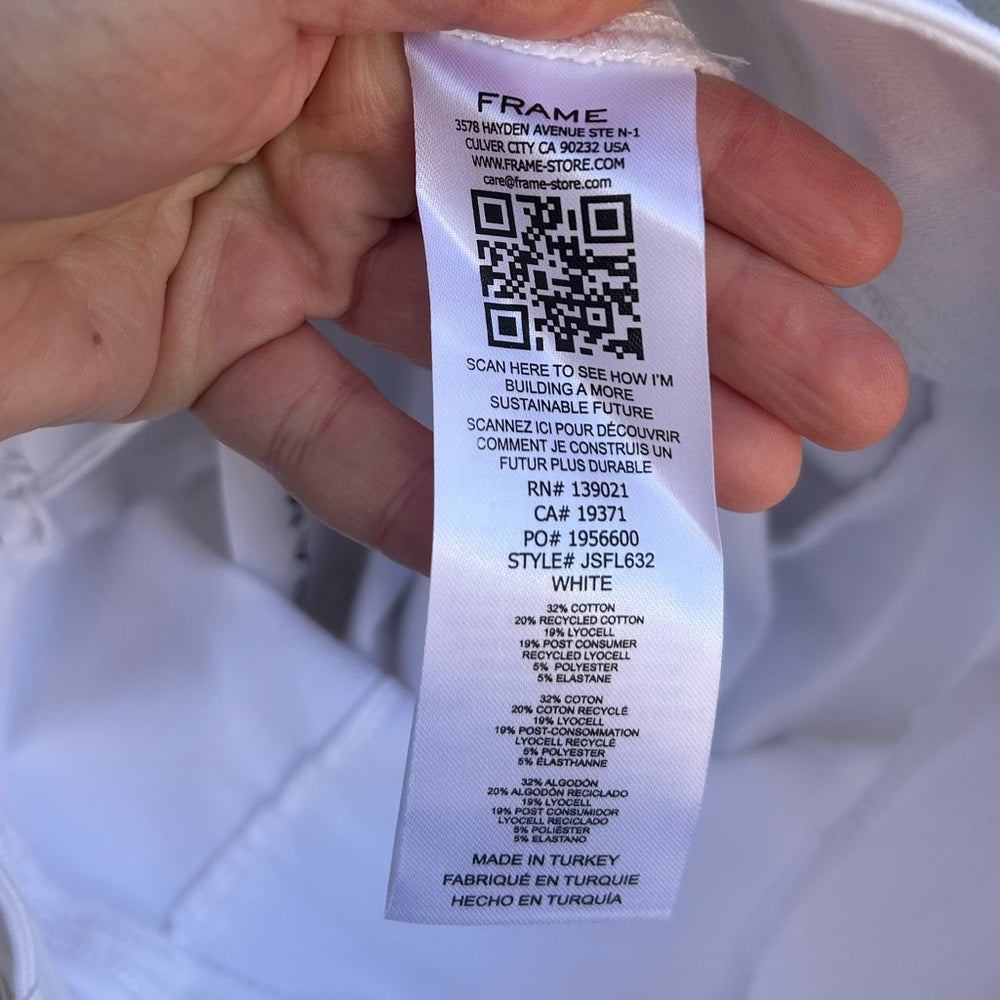 FRAME
3578 HAYDEN AVENUE STE N-1
CULVER CITY CA 90232 USA
WWW.FRAME-STORE.COM
care@frame-store.com
SCAN HERE TO SEE HOW I'M
BUILDING A MORE
SUSTAINABLE FUTURE
SCANNEZ ICI POUR DÉCOUVRIR
COMMENT JE CONSTRUIS UN
FUTUR PLUS DURABLE
RN# 139021
CA# 19371
PO# 1956600
STYLE# JSFL632
WHITE
32% COTTON
20% RECYCLED COTTON
19% LYOCELL
19% POST CONSUMER
RECYCLED LYOCELL
5% POLYESTER
5% ELASTANE
32% COTON
20% COTON RECYCLÉ
19% LYOCELL
19% POST-CONSOMMATION
LYOCELL RECYCLÉ
5% POLYESTER
5% ÉLASTHANNE
32% ALGODÓN
20% ALGODÓN RECICLADO
19% LYOCELL
19% POST CONSUMIDOR
LYOCELL RECICLADO
5% POLIÉSTER
5% ELASTANO
MADE IN TURKEY
FABRIQUÉ EN TURQUIE
HECHO EN TURQUÍA